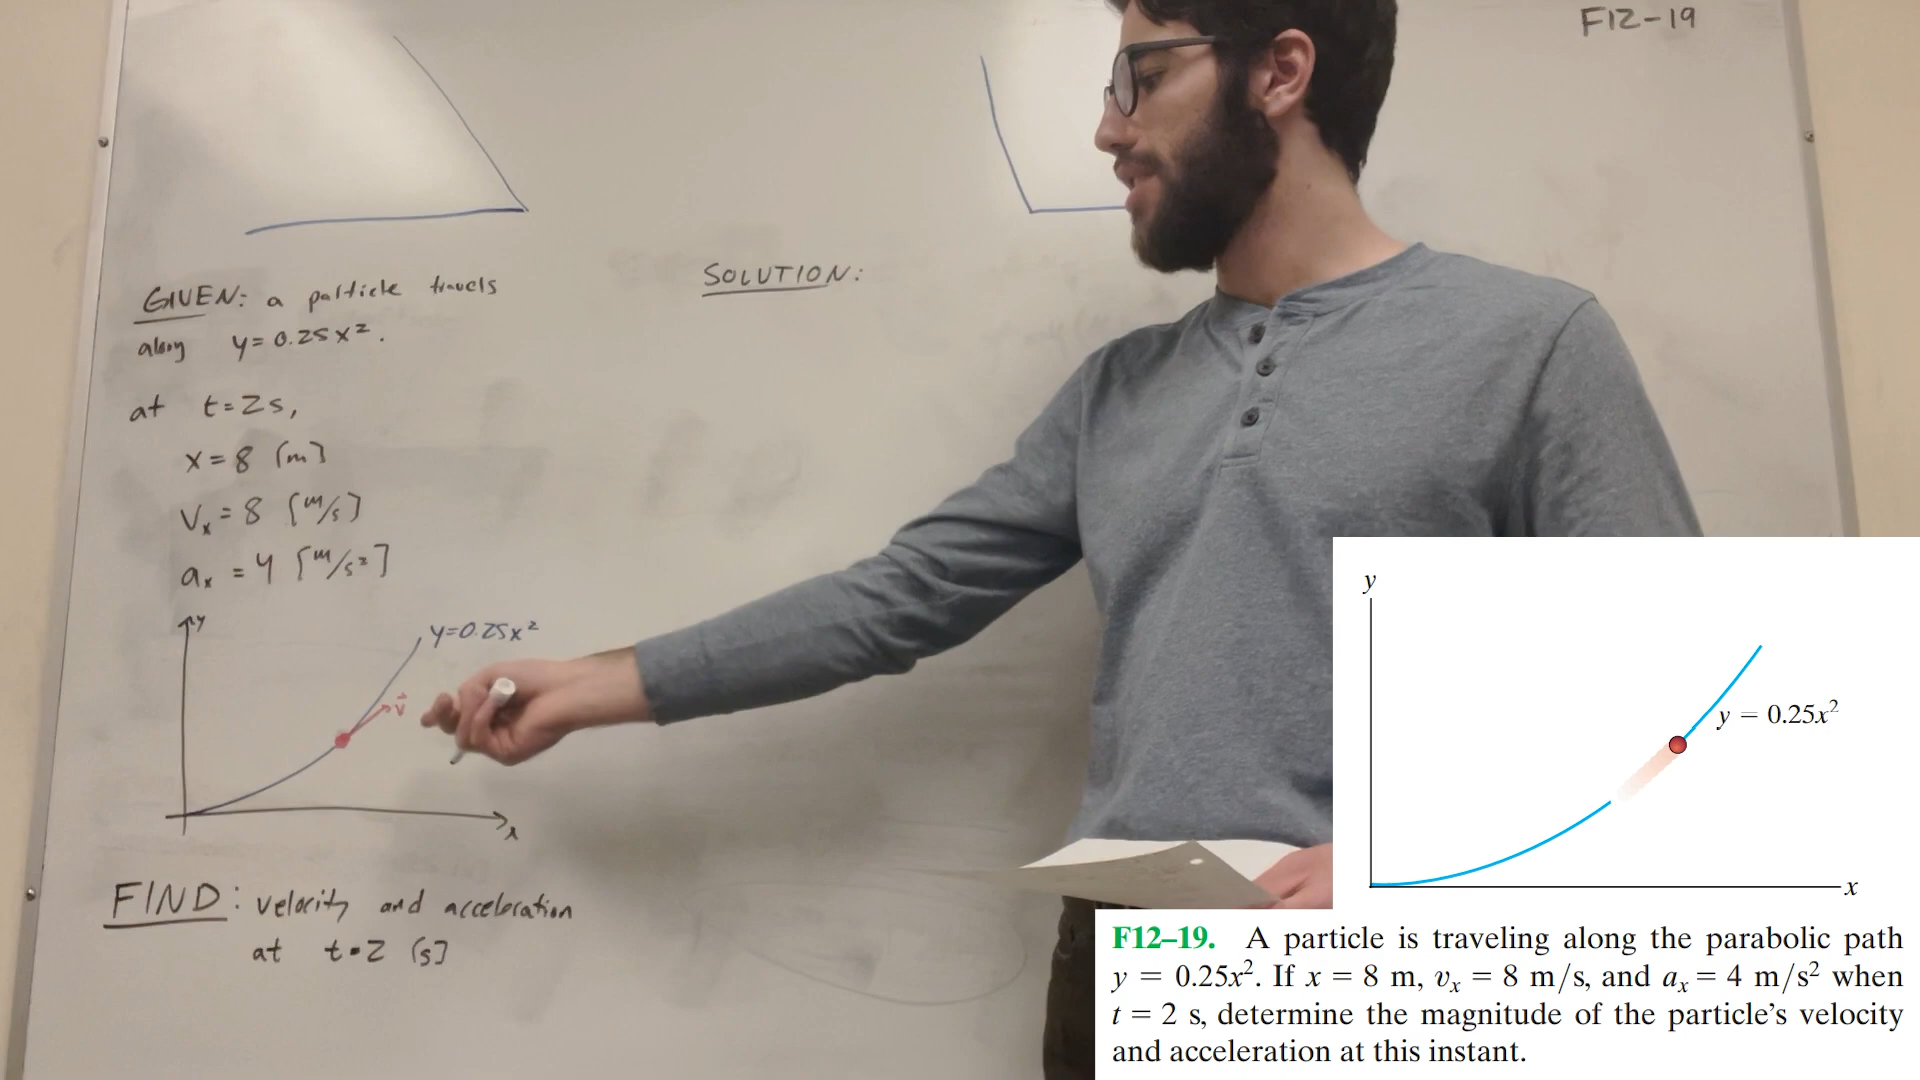 F12-19
GIVEN: a particle travels
along y=0.25x².
at t=2s,
x=8 [m]
Vₓ=8 [m/s]
aₓ=4 [m/s²]
y
y=0.25x²
v⃗
x
FIND: velocity and acceleration
at t=2 [s]
SOLUTION:
y
y = 0.25x²
x
F12–19. A particle is traveling along the parabolic path
y = 0.25x². If x = 8 m, vₓ = 8 m/s, and aₓ = 4 m/s² when
t = 2 s, determine the magnitude of the particle's velocity
and acceleration at this instant.